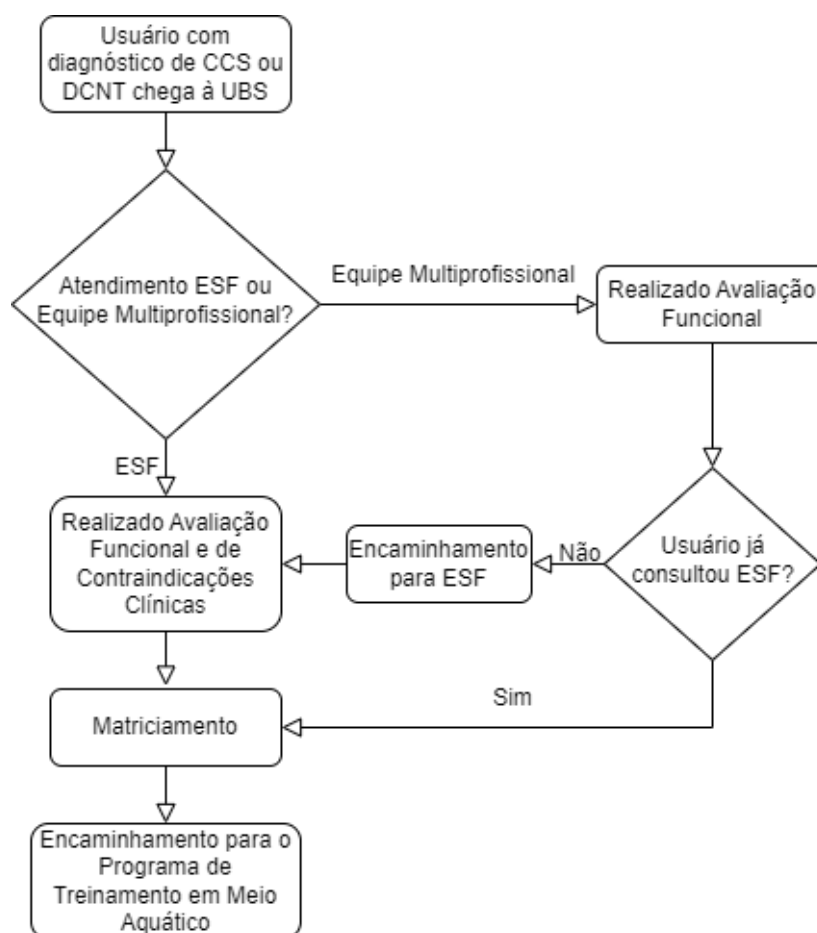 Usuário com
diagnóstico de CCS ou
DCNT chega à UBS
Atendimento ESF ou
Equipe Multiprofissional?
Equipe Multiprofissional
Realizado Avaliação
Funcional
ESF
Realizado Avaliação
Funcional e de
Contraindicações
Clínicas
Encaminhamento
para ESF
Não
Usuário já
consultou ESF?
Sim
Matriciamento
Encaminhamento para o
Programa de
Treinamento em Meio
Aquático